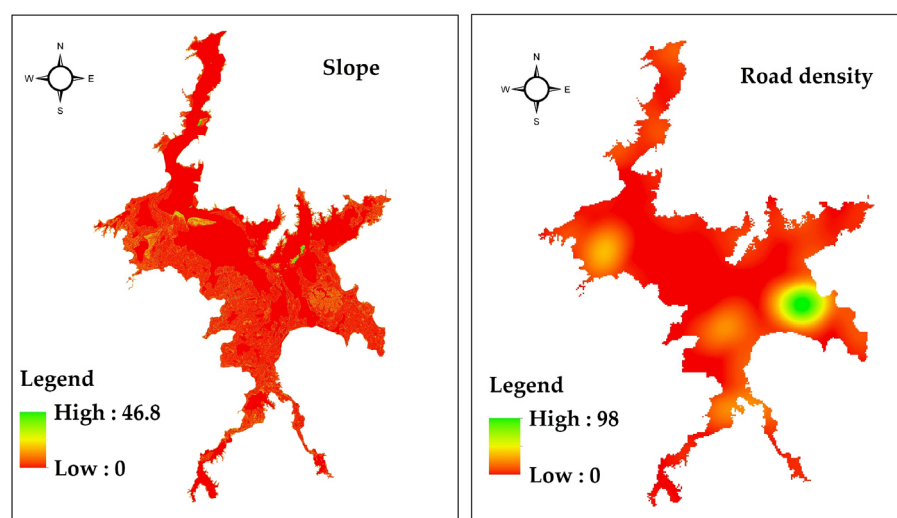 N
W E
S
Slope
Legend
High : 46.8
Low : 0
N
W E
S
Road density
Legend
High : 98
Low : 0